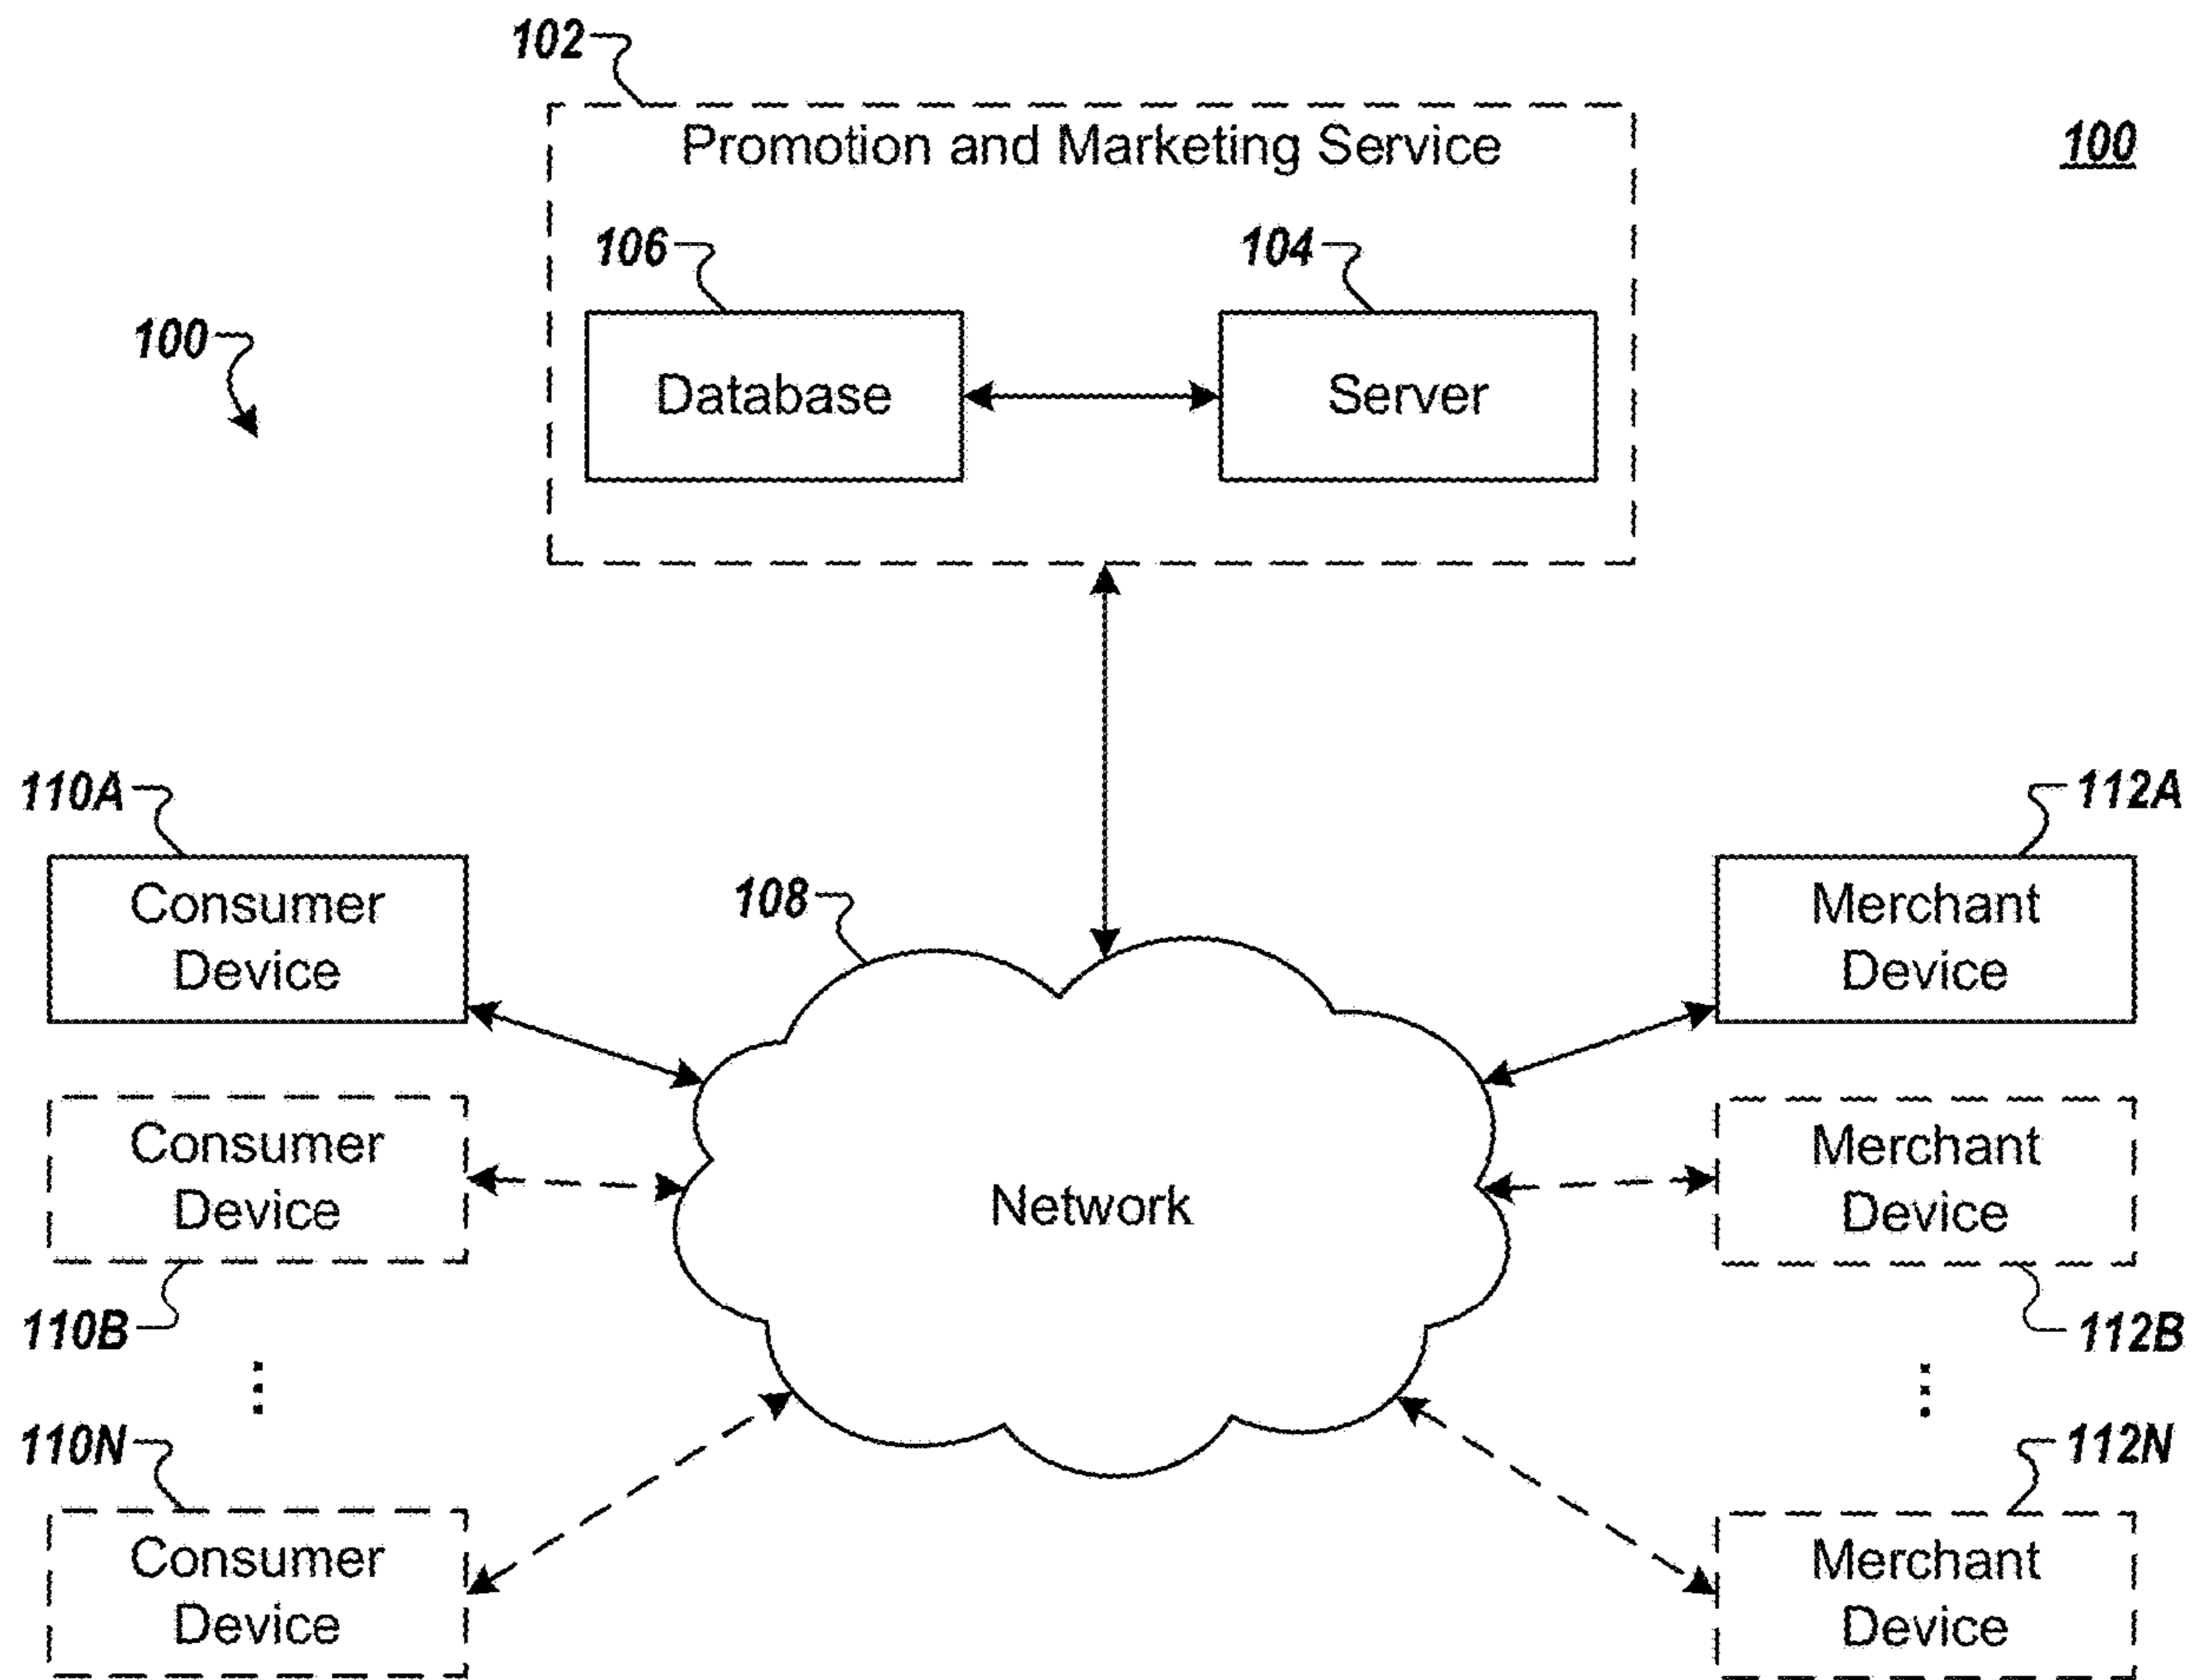 102
Promotion and Marketing Service
100
106
104
100
Database
Server
110A
112A
108
Consumer
Device
Merchant
Device
Consumer
Device
Network
Merchant
Device
110B
112B
110N
112N
Consumer
Device
Merchant
Device